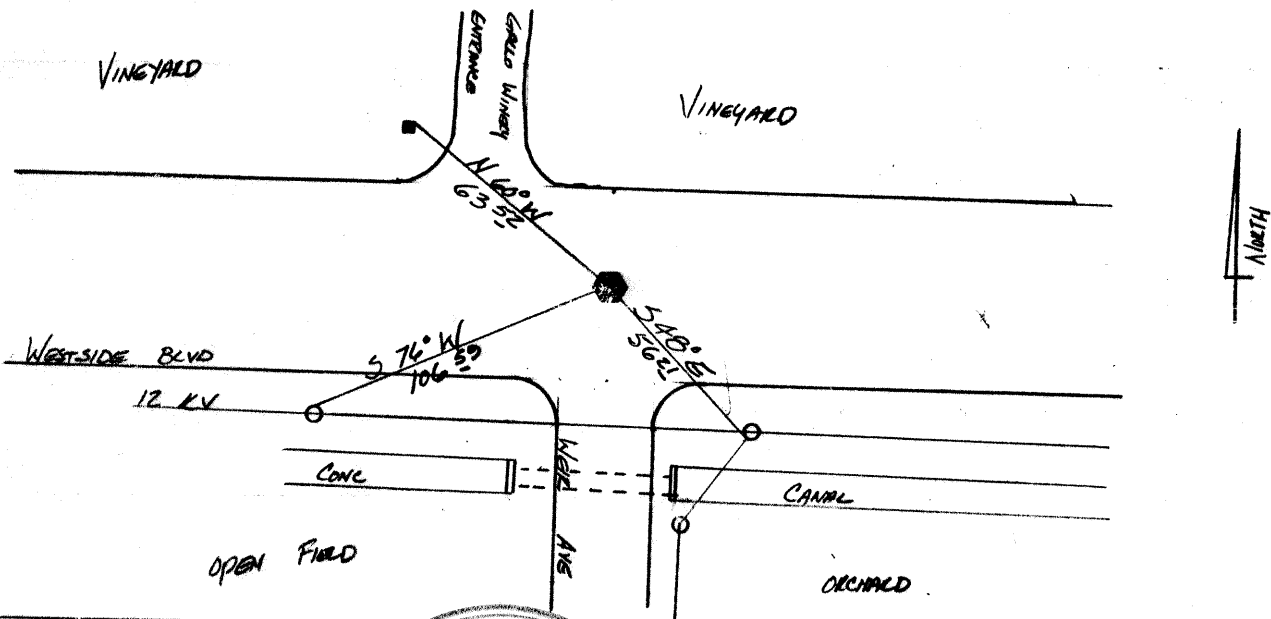 VINEYARD
GALLO WINERY
ENTRANCE
VINEYARD
N 60° W
63 52
NORTH
S 48° E
56 21
S 76° W
106 59
WESTSIDE BLVD
12 KV
WEIR AVE
CONC
CANAL
OPEN FIELD
ORCHARD